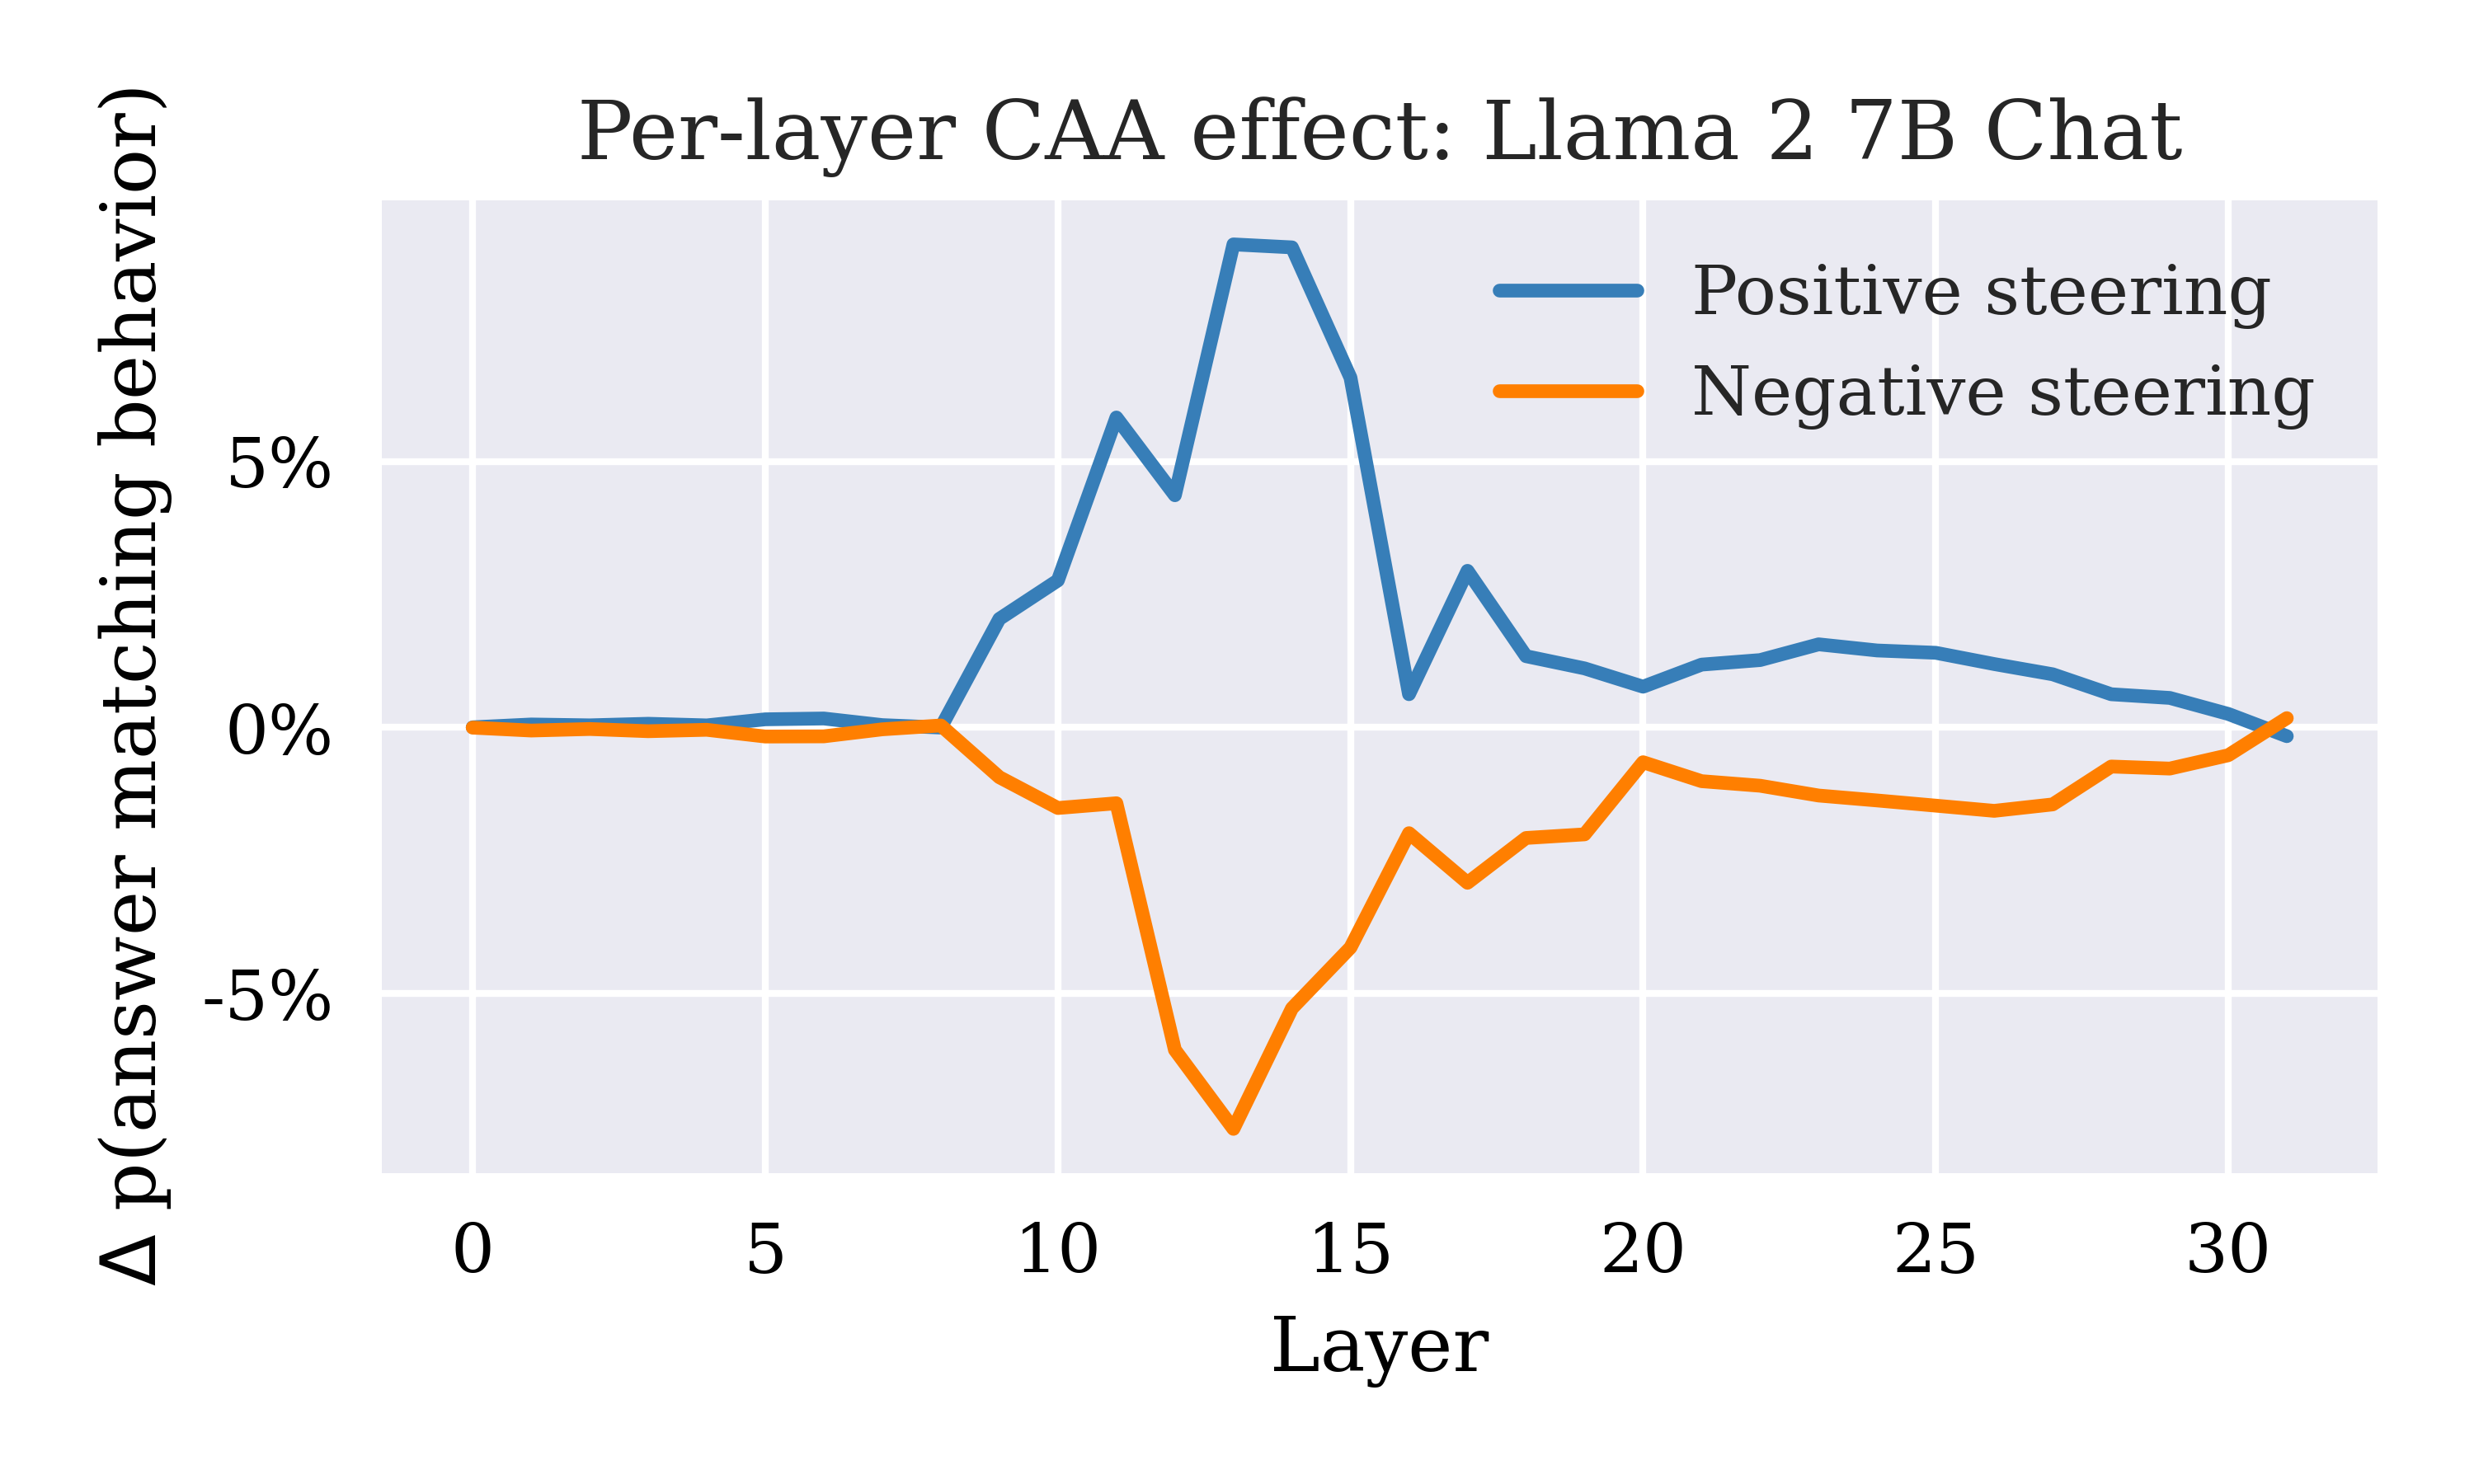 Per-layer CAA effect: Llama 2 7B Chat
Δ p(answer matching behavior)
Positive steering
Negative steering
5%
0%
-5%
0 5 10 15 20 25 30
Layer